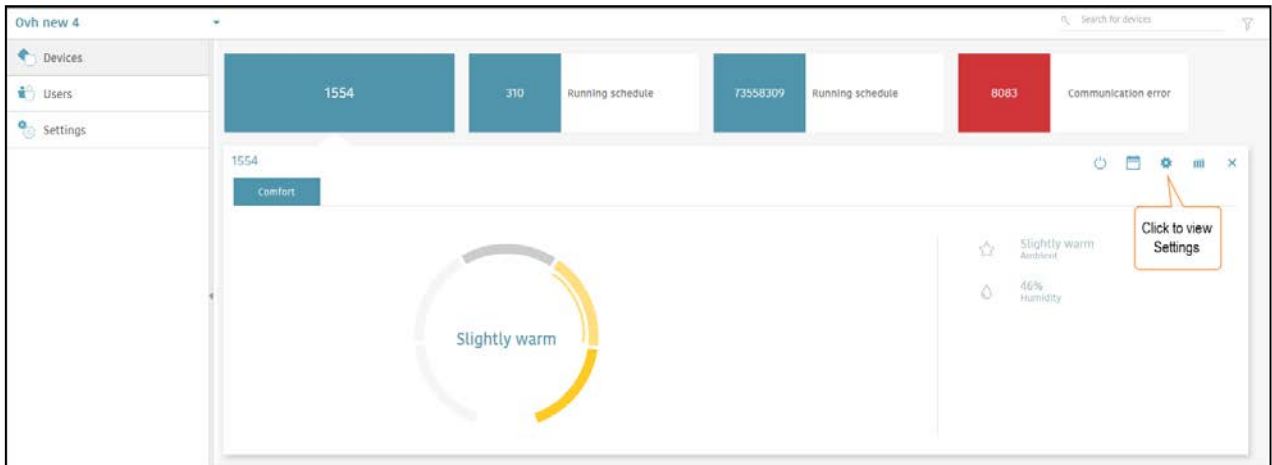 Ovh new 4
Search for devices
Devices
Users
Settings
1554
310
Running schedule
73558309
Running schedule
8083
Communication error
1554
Comfort
Click to view
Settings
Slightly warm
Slightly warm
Ambient
46%
Humidity